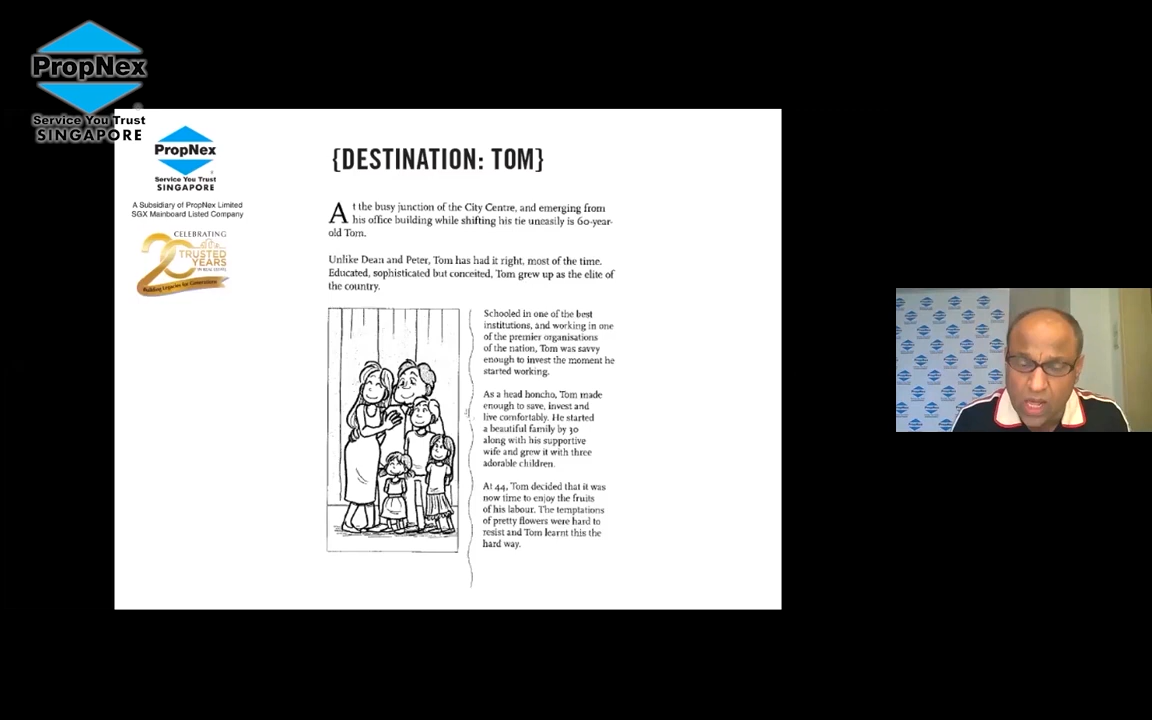 PropNex
Service You Trust
SINGAPORE
PropNex
Service You Trust
SINGAPORE
A Subsidiary of PropNex Limited
SGX Mainboard Listed Company
CELEBRATING
20 TRUSTED
YEARS
IN REAL ESTATE
Building Legacies for Generations
{DESTINATION: TOM}
At the busy junction of the City Centre, and emerging from
his office building while shifting his tie uneasily is 60-year-
old Tom.
Unlike Dean and Peter, Tom has had it right, most of the time.
Educated, sophisticated but conceited, Tom grew up as the elite of
the country.
Schooled in one of the best
institutions, and working in one
of the premier organisations
of the nation, Tom was savvy
enough to invest the moment he
started working.
As a head honcho, Tom made
enough to save, invest and
live comfortably. He started
a beautiful family by 30
along with his supportive
wife and grew it with three
adorable children.
At 44, Tom decided that it was
now time to enjoy the fruits
of his labour. The temptations
of pretty flowers were hard to
resist and Tom learnt this the
hard way.